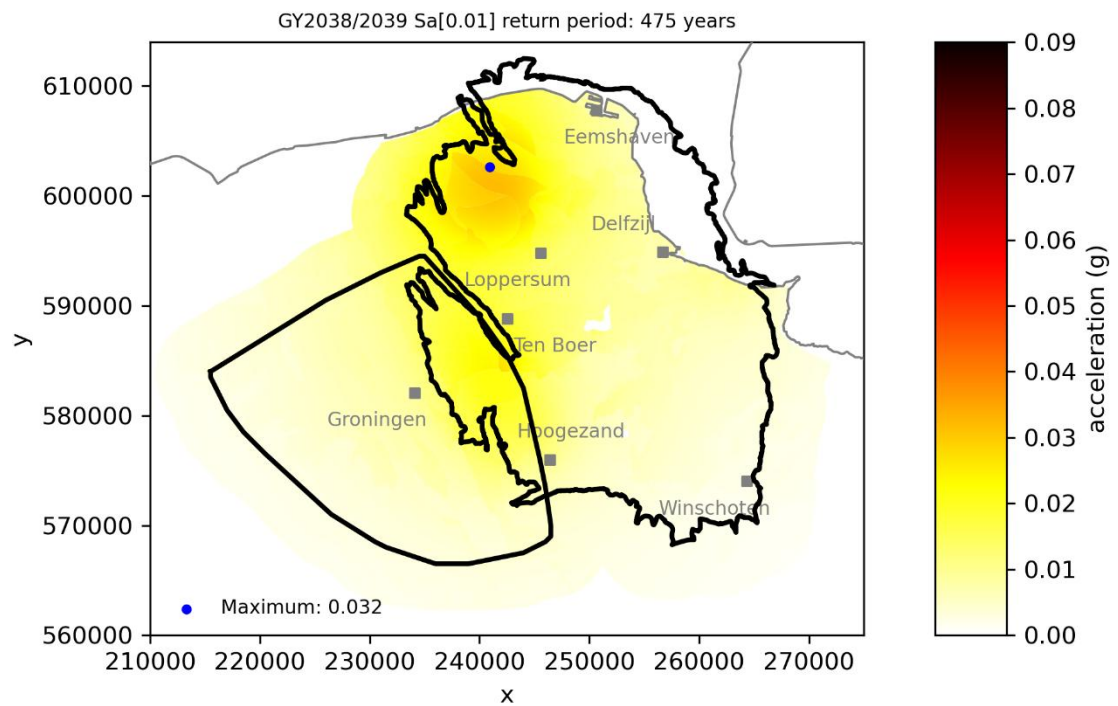 GY2038/2039 Sa[0.01] return period: 475 years
610000
600000
590000
580000
570000
560000
y
Eemshaven
Delfzijl
Loppersum
Ten Boer
Groningen
Hoogezand
Winschoten
Maximum: 0.032
210000 220000 230000 240000 250000 260000 270000
x
0.09
0.08
0.07
0.06
0.05
0.04
0.03
0.02
0.01
0.00
acceleration (g)